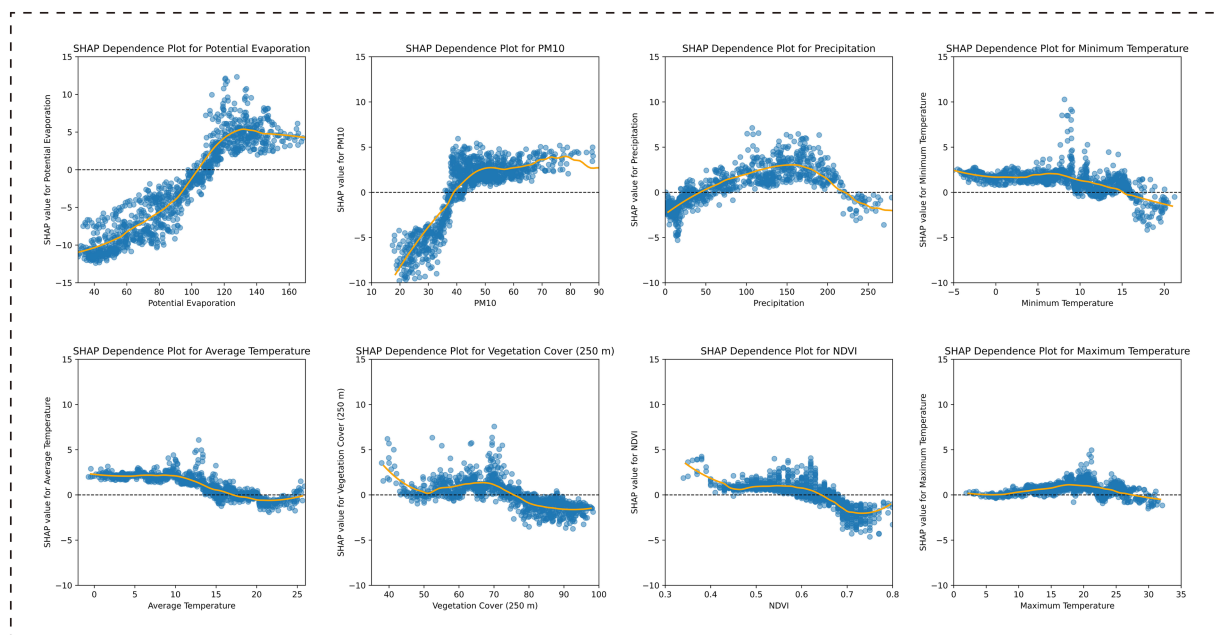 SHAP Dependence Plot for Potential Evaporation
SHAP value for Potential Evaporation
15
10
5
0
−5
−10
−15
40 60 80 100 120 140 160
Potential Evaporation
SHAP Dependence Plot for PM10
SHAP value for PM10
15
10
5
0
−5
−10
10 20 30 40 50 60 70 80 90
PM10
SHAP Dependence Plot for Precipitation
SHAP value for Precipitation
15
10
5
0
−5
−10
0 50 100 150 200 250
Precipitation
SHAP Dependence Plot for Minimum Temperature
SHAP value for Minimum Temperature
15
10
5
0
−5
−10
−5 0 5 10 15 20
Minimum Temperature
SHAP Dependence Plot for Average Temperature
SHAP value for Average Temperature
15
10
5
0
−5
−10
0 5 10 15 20 25
Average Temperature
SHAP Dependence Plot for Vegetation Cover (250 m)
SHAP value for Vegetation Cover (250 m)
15
10
5
0
−5
−10
40 50 60 70 80 90 100
Vegetation Cover (250 m)
SHAP Dependence Plot for NDVI
SHAP value for NDVI
15
10
5
0
−5
−10
0.3 0.4 0.5 0.6 0.7 0.8
NDVI
SHAP Dependence Plot for Maximum Temperature
SHAP value for Maximum Temperature
15
10
5
0
−5
−10
0 5 10 15 20 25 30 35
Maximum Temperature